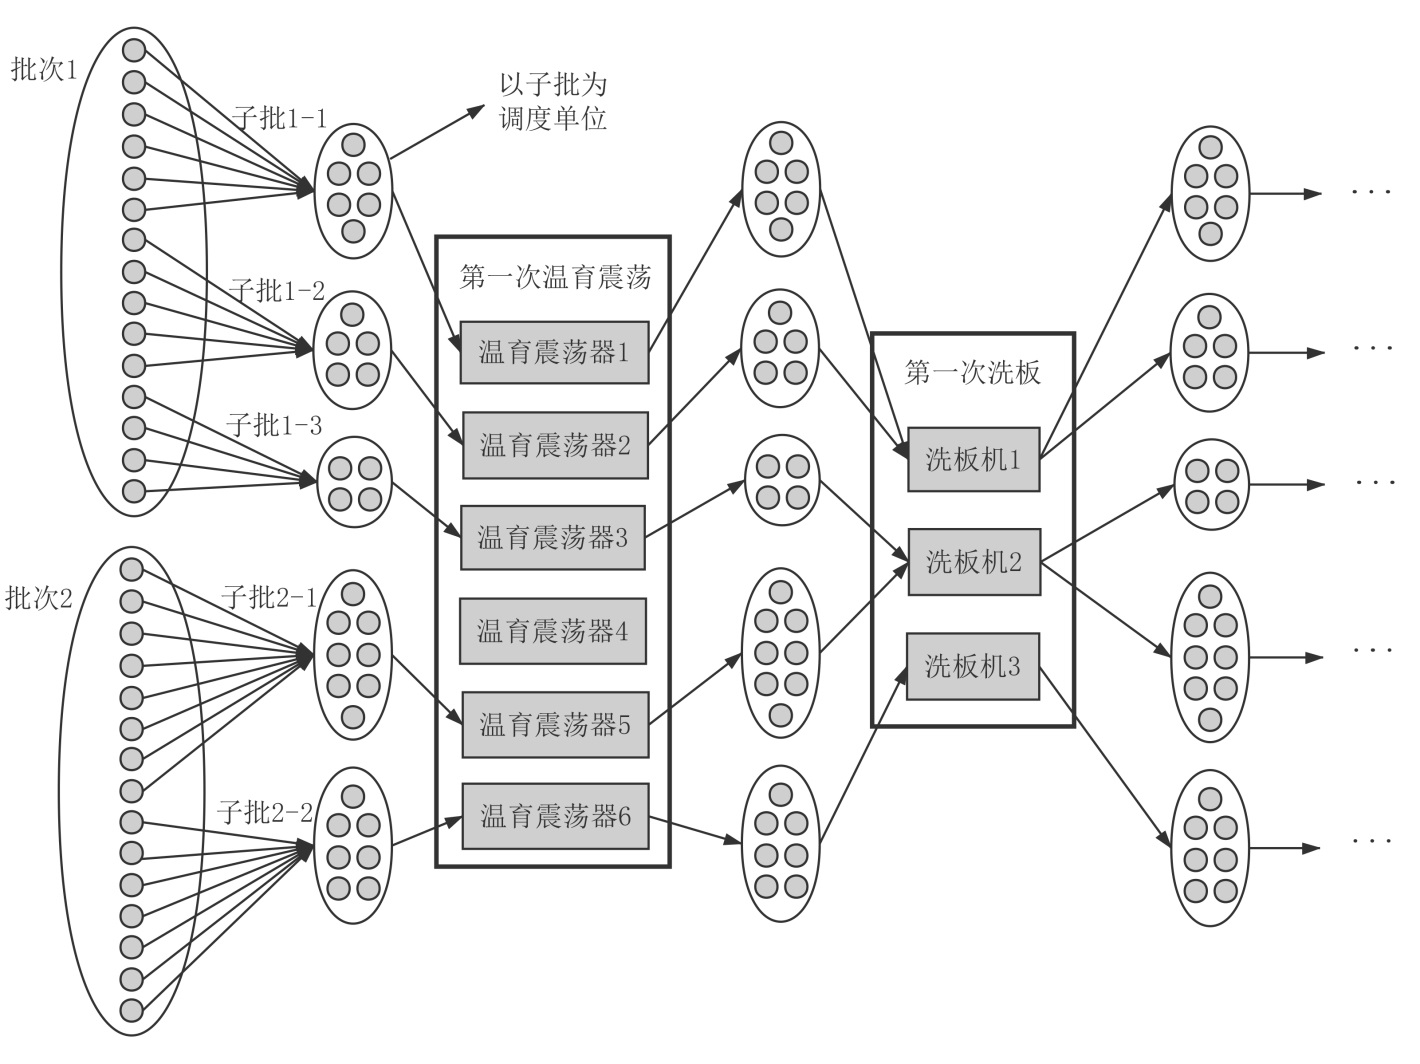 批次1
子批1-1
以子批为
调度单位
子批1-2
子批1-3
批次2
子批2-1
子批2-2
第一次温育震荡
温育震荡器1
温育震荡器2
温育震荡器3
温育震荡器4
温育震荡器5
温育震荡器6
第一次洗板
洗板机1
洗板机2
洗板机3
···
···
···
···
···